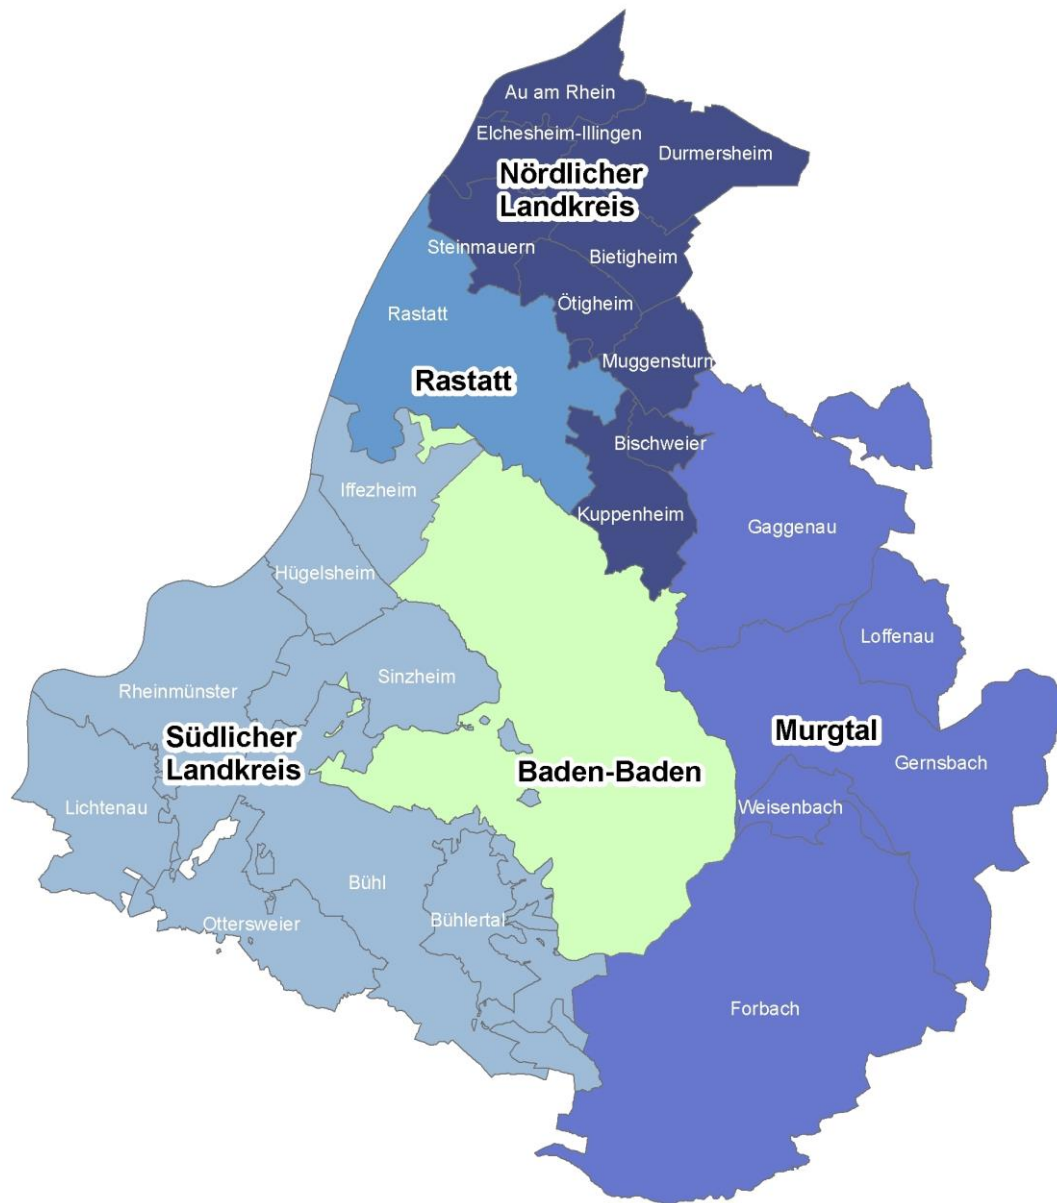 Au am Rhein
Elchesheim-Illingen
Durmersheim
Nördlicher
Landkreis
Steinmauern
Bietigheim
Ötigheim
Rastatt
Muggensturm
Rastatt
Bischweier
Iffezheim
Kuppenheim
Gaggenau
Hügelsheim
Loffenau
Sinzheim
Rheinmünster
Südlicher
Landkreis
Murgtal
Baden-Baden
Gernsbach
Lichtenau
Weisenbach
Bühl
Ottersweier
Bühlertal
Forbach